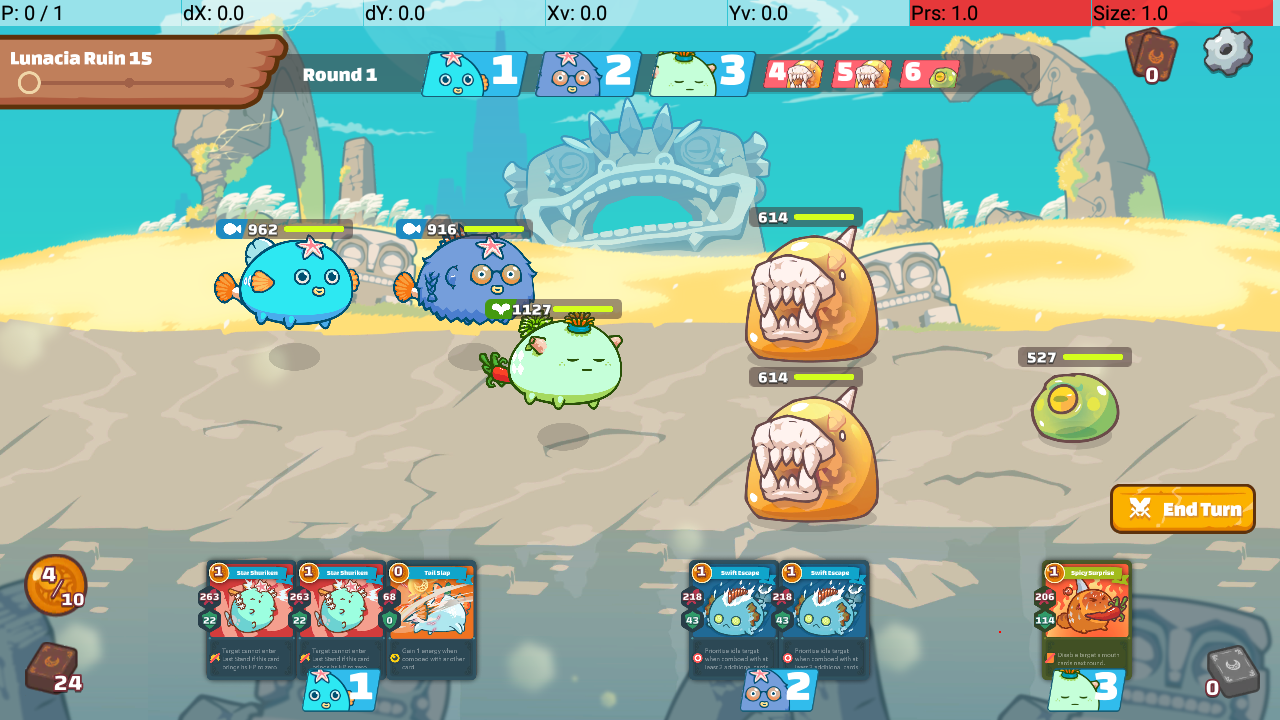 P: 0 / 1 dX: 0.0 dY: 0.0 Xv: 0.0 Yv: 0.0 Prs: 1.0 Size: 1.0
Lunacia Ruin 15
Round 1
1 2 3 4 5 6
0
962
916
614
1127
527
614
End Turn
4/10
24
1 Star Shuriken
263
22
Target cannot enter
Last Stand if this card
brings its HP to zero.
1 Star Shuriken
263
22
Target cannot enter
Last Stand if this card
brings its HP to zero.
0 Tail Slap
68
0
Gain 1 energy when
comboed with another
card.
1
1 Swift Escape
218
43
Prioritize idle target
when comboed with at
least 2 additional cards
1 Swift Escape
218
43
Prioritize idle target
when comboed with at
least 2 additional cards
2
1 Spicy Surprise
206
114
Disable target's mouth
cards next round.
3
0